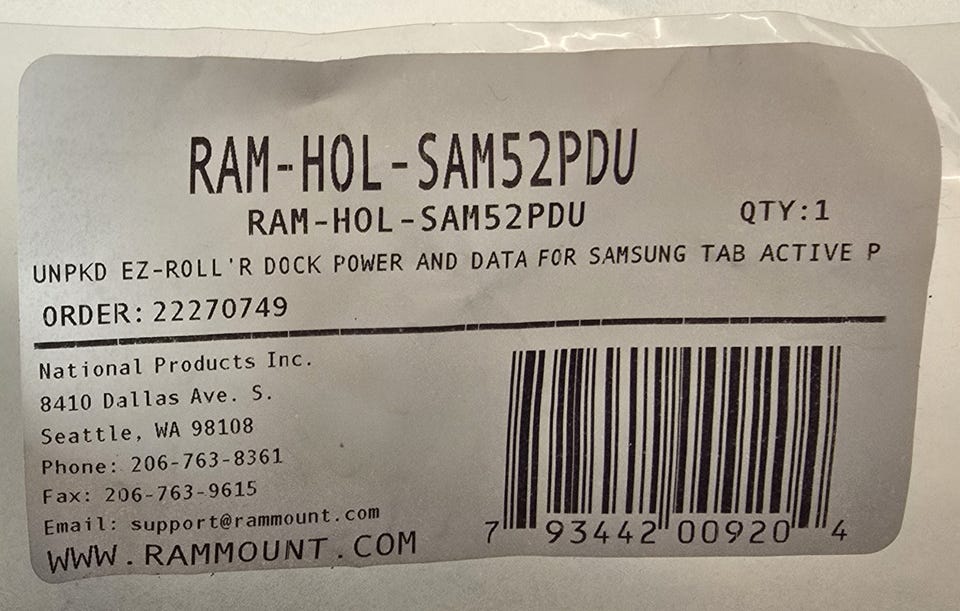 RAM-HOL-SAM52PDU
RAM-HOL-SAM52PDU QTY:1
UNPKD EZ-ROLL'R DOCK POWER AND DATA FOR SAMSUNG TAB ACTIVE P
ORDER: 22270749
National Products Inc.
8410 Dallas Ave. S.
Seattle, WA 98108
Phone: 206-763-8361
Fax: 206-763-9615
Email: support@rammount.com
WWW.RAMMOUNT.COM
7 93442 00920 4